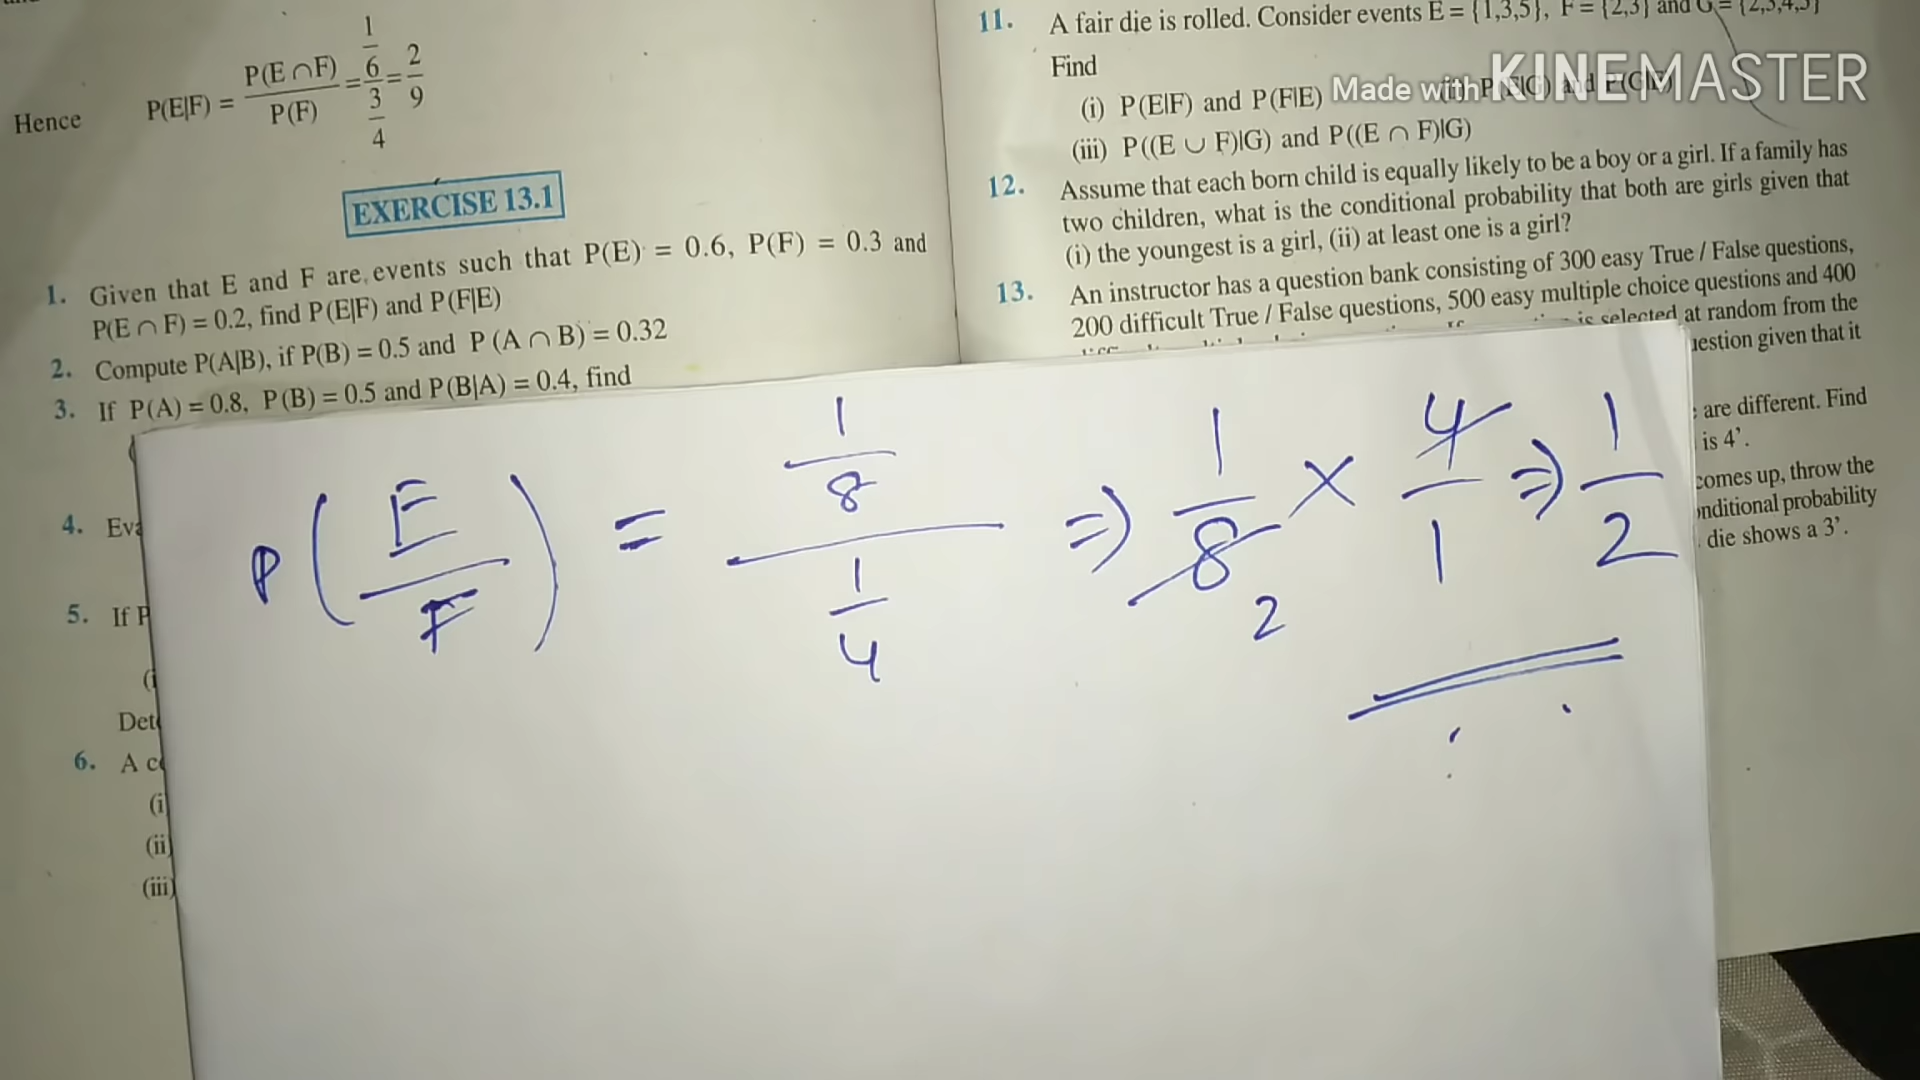 Hence P(E|F) = P(E∩F)/P(F) = (1/6)/(3/4) = 2/9
EXERCISE 13.1
1. Given that E and F are events such that P(E) = 0.6, P(F) = 0.3 and
P(E ∩ F) = 0.2, find P(E|F) and P(F|E)
2. Compute P(A|B), if P(B) = 0.5 and P (A ∩ B) = 0.32
3. If P(A) = 0.8, P(B) = 0.5 and P(B|A) = 0.4, find
4. Eva
5. If P
(i
Dete
6. A co
(i)
(ii)
(iii)
11. A fair die is rolled. Consider events E = {1,3,5}, F = {2,3} and G = {2,3,4,5}
Find
(i) P(E|F) and P(F|E) (ii) P(E|G) and P(G|E)
(iii) P((E ∪ F)|G) and P((E ∩ F)|G)
12. Assume that each born child is equally likely to be a boy or a girl. If a family has
two children, what is the conditional probability that both are girls given that
(i) the youngest is a girl, (ii) at least one is a girl?
13. An instructor has a question bank consisting of 300 easy True / False questions,
200 difficult True / False questions, 500 easy multiple choice questions and 400
is selected at random from the
uestion given that it
are different. Find
is 4'.
comes up, throw the
onditional probability
die shows a 3'.
Made with KINEMASTER
P(E/F) = (1/8)/(1/4) ⇒ 1/8 × 4/1 ⇒ 1/2
2